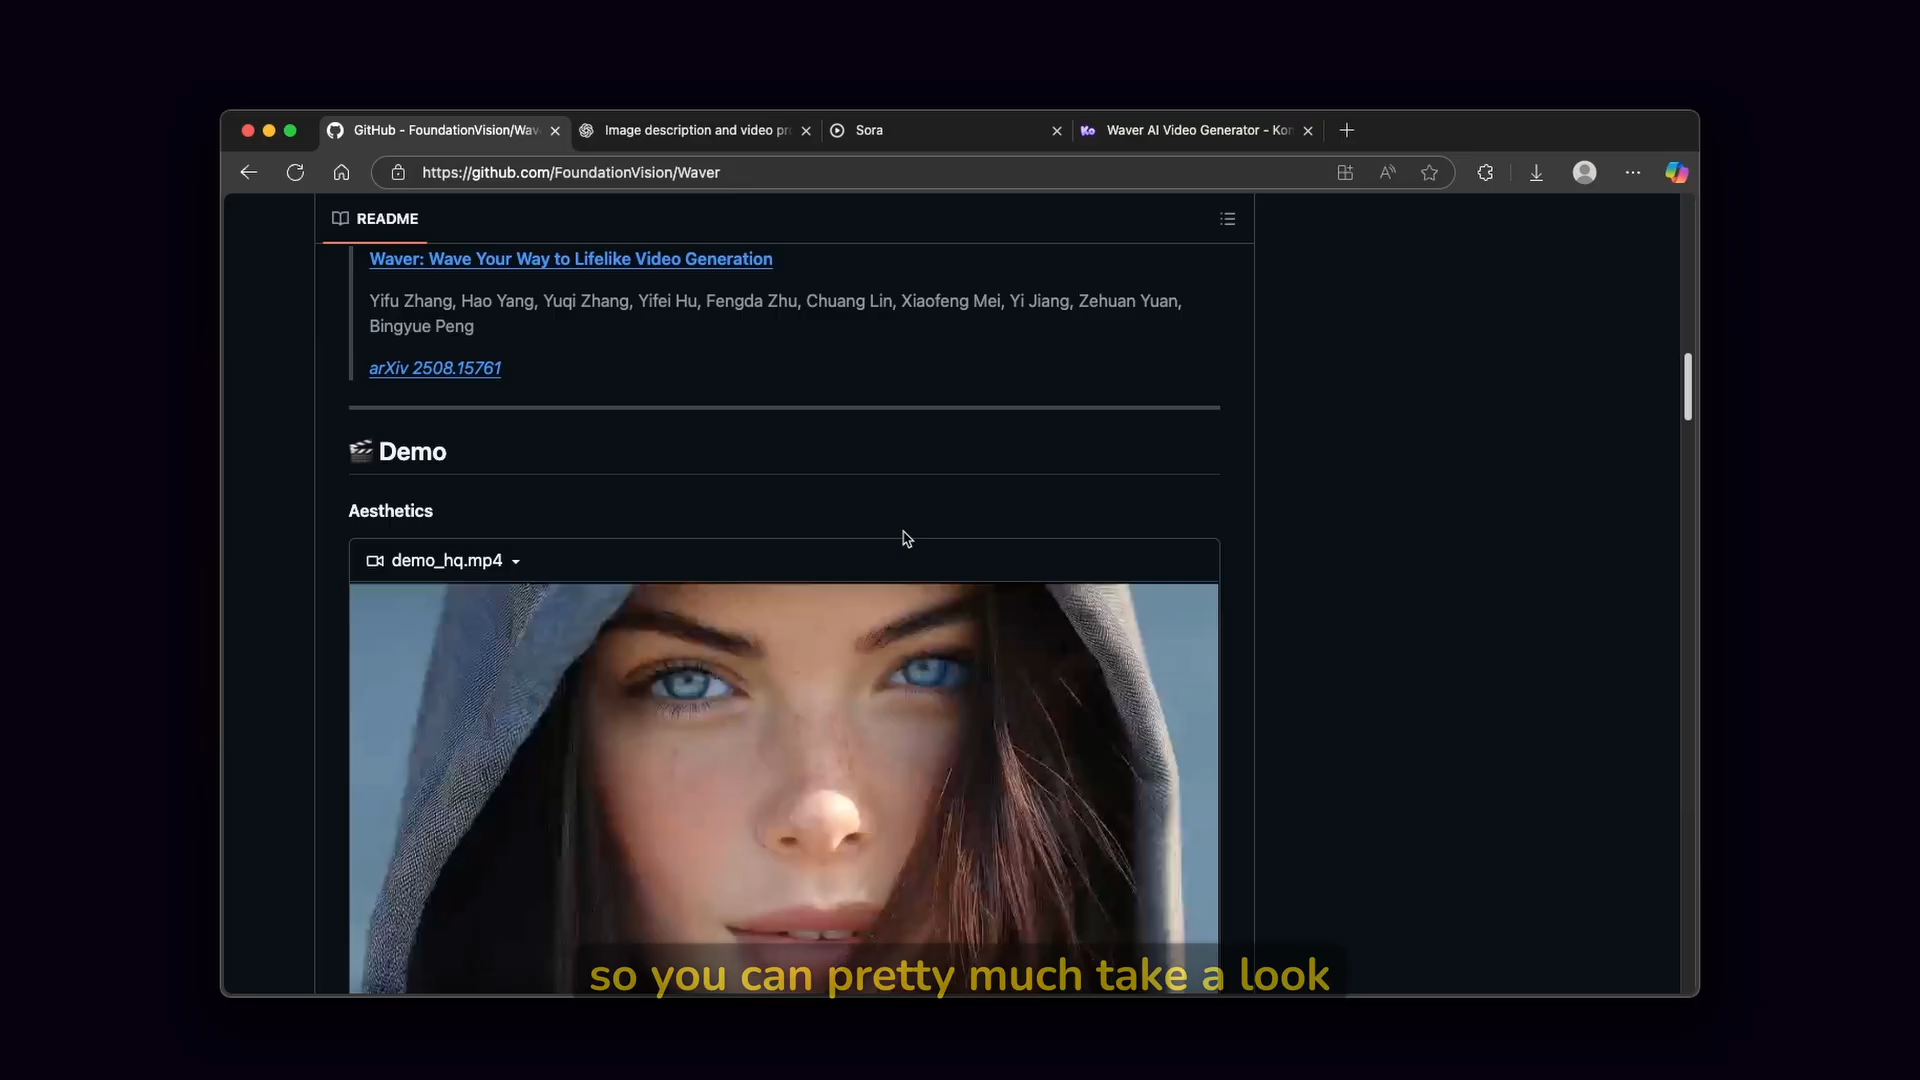 GitHub - FoundationVision/Wav
Image description and video pr
Sora
Ko
Waver AI Video Generator - Kon
https://github.com/FoundationVision/Waver
README
Waver: Wave Your Way to Lifelike Video Generation
Yifu Zhang, Hao Yang, Yuqi Zhang, Yifei Hu, Fengda Zhu, Chuang Lin, Xiaofeng Mei, Yi Jiang, Zehuan Yuan,
Bingyue Peng
arXiv 2508.15761
Demo
Aesthetics
demo_hq.mp4
so you can pretty much take a look